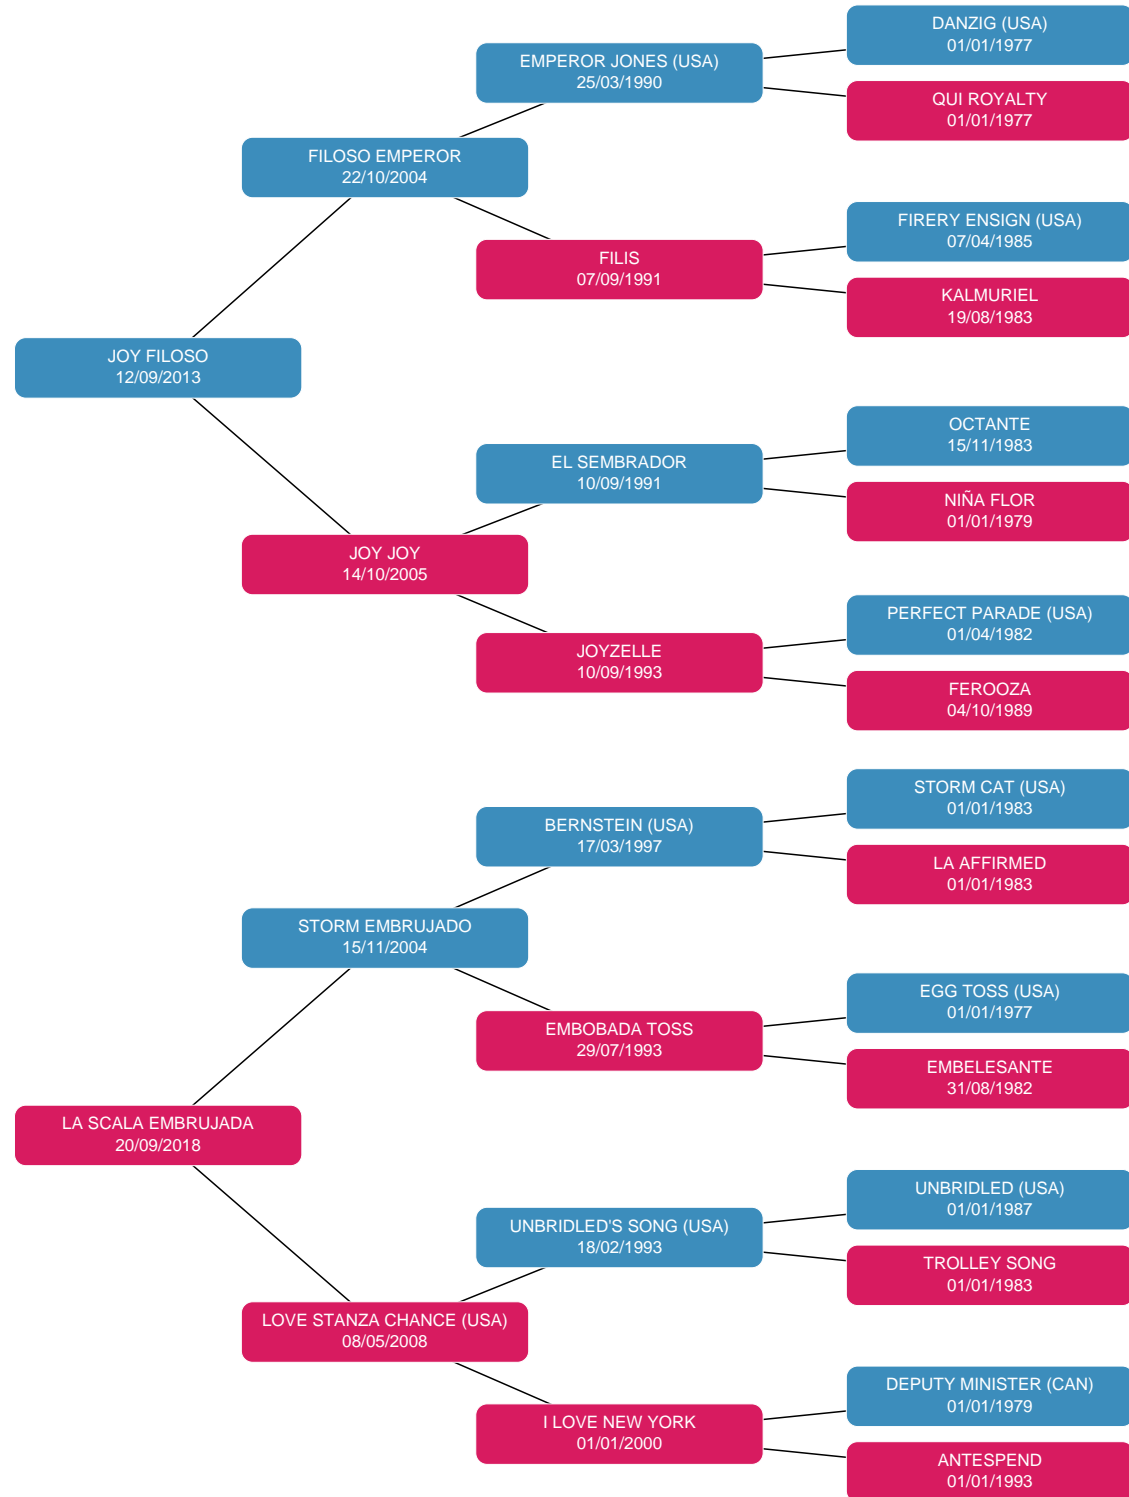 DANZIG (USA)
01/01/1977
EMPEROR JONES (USA)
25/03/1990
QUI ROYALTY
01/01/1977
FILOSO EMPEROR
22/10/2004
FIRERY ENSIGN (USA)
07/04/1985
FILIS
07/09/1991
KALMURIEL
19/08/1983
JOY FILOSO
12/09/2013
OCTANTE
15/11/1983
EL SEMBRADOR
10/09/1991
NIÑA FLOR
01/01/1979
JOY JOY
14/10/2005
PERFECT PARADE (USA)
01/04/1982
JOYZELLE
10/09/1993
FEROOZA
04/10/1989
STORM CAT (USA)
01/01/1983
BERNSTEIN (USA)
17/03/1997
LA AFFIRMED
01/01/1983
STORM EMBRUJADO
15/11/2004
EGG TOSS (USA)
01/01/1977
EMBOBADA TOSS
29/07/1993
EMBELESANTE
31/08/1982
LA SCALA EMBRUJADA
20/09/2018
UNBRIDLED (USA)
01/01/1987
UNBRIDLED'S SONG (USA)
18/02/1993
TROLLEY SONG
01/01/1983
LOVE STANZA CHANCE (USA)
08/05/2008
DEPUTY MINISTER (CAN)
01/01/1979
I LOVE NEW YORK
01/01/2000
ANTESPEND
01/01/1993